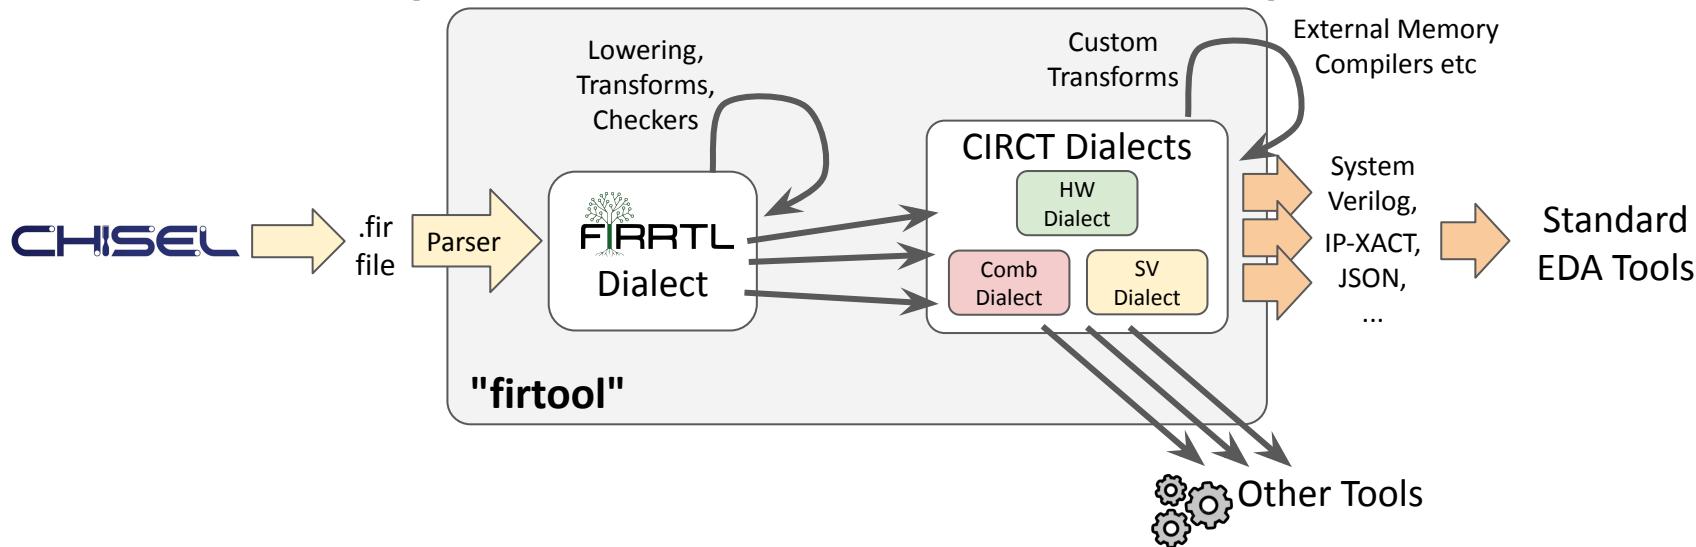 Lowering,
Transforms,
Checkers
Custom
Transforms
External Memory
Compilers etc
CHISEL
.fir
file
Parser
FIRRTL
Dialect
CIRCT Dialects
HW
Dialect
Comb
Dialect
SV
Dialect
System
Verilog,
IP-XACT,
JSON,
...
Standard
EDA Tools
"firtool"
Other Tools